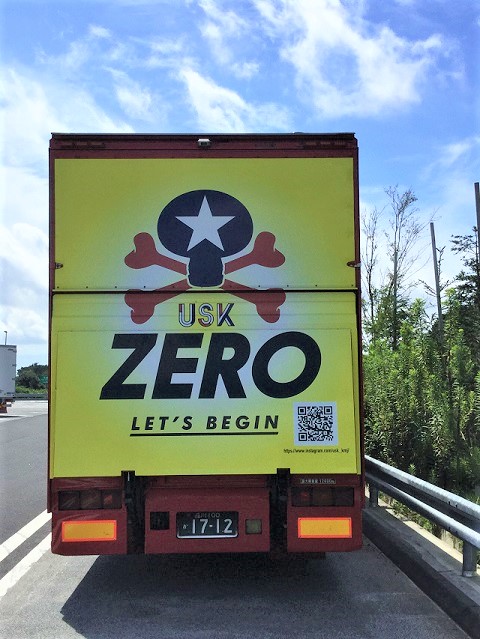 USK
ZERO
LET'S BEGIN
17-12